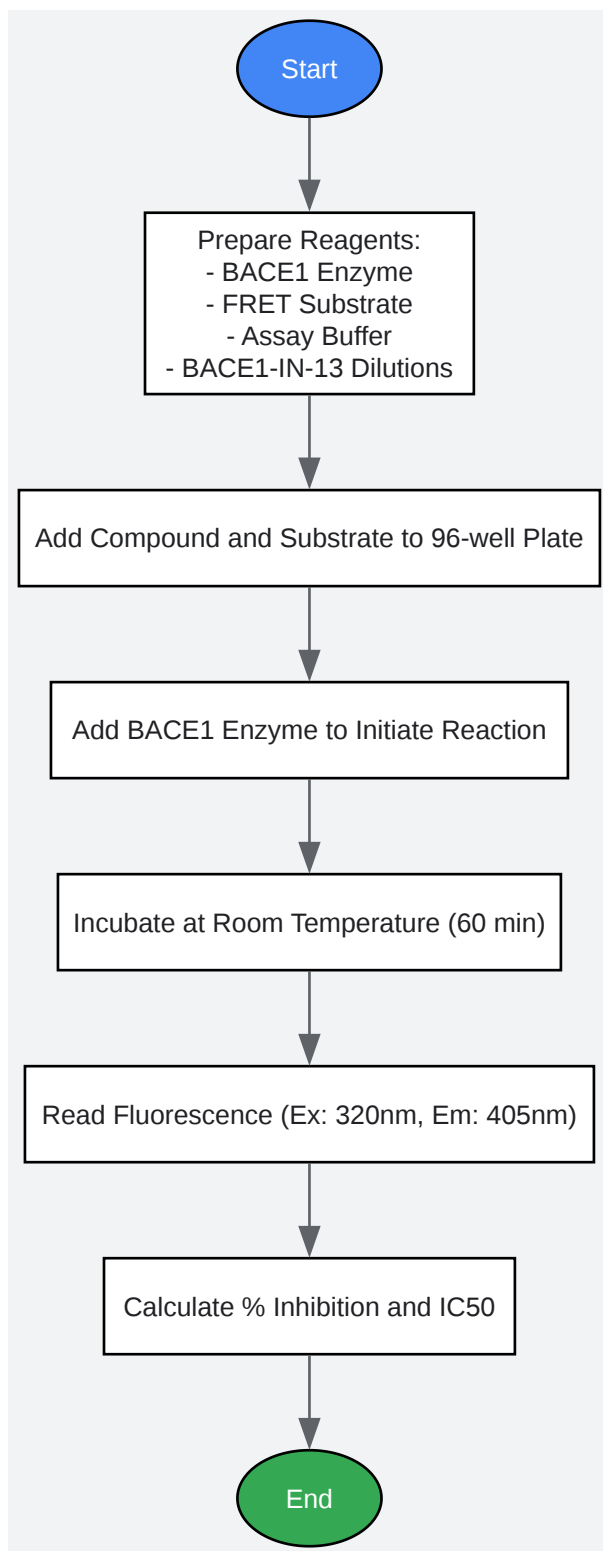 Start
Prepare Reagents:
- BACE1 Enzyme
- FRET Substrate
- Assay Buffer
- BACE1-IN-13 Dilutions
Add Compound and Substrate to 96-well Plate
Add BACE1 Enzyme to Initiate Reaction
Incubate at Room Temperature (60 min)
Read Fluorescence (Ex: 320nm, Em: 405nm)
Calculate % Inhibition and IC50
End